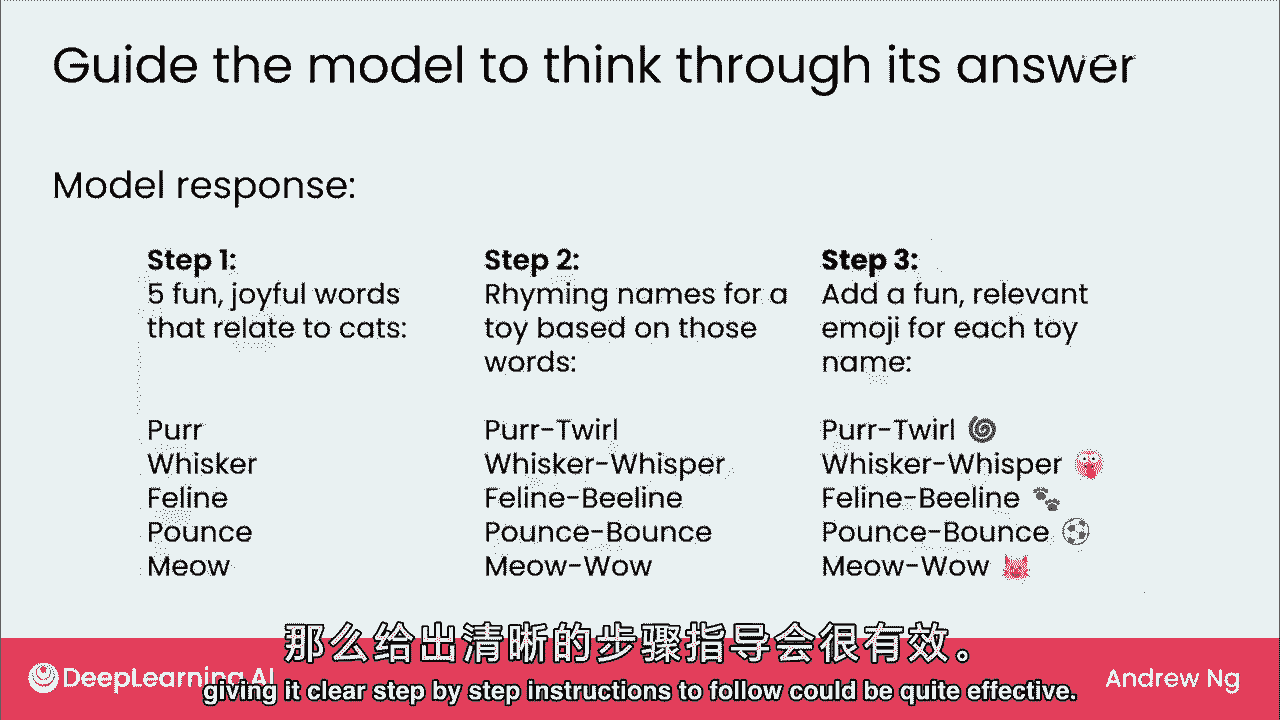 Guide the model to think through its answer
Model response:
Step 1:
5 fun, joyful words
that relate to cats:
Purr
Whisker
Feline
Pounce
Meow
Step 2:
Rhyming names for a
toy based on those
words:
Purr-Twirl
Whisker-Whisper
Feline-Beeline
Pounce-Bounce
Meow-Wow
Step 3:
Add a fun, relevant
emoji for each toy
name:
Purr-Twirl 🌀
Whisker-Whisper 🙊
Feline-Beeline 🐾
Pounce-Bounce ⚽
Meow-Wow 😺
那么给出清晰的步骤指导会很有效。
DeepLearning.AI
giving it clear step by step instructions to follow could be quite effective.
Andrew Ng